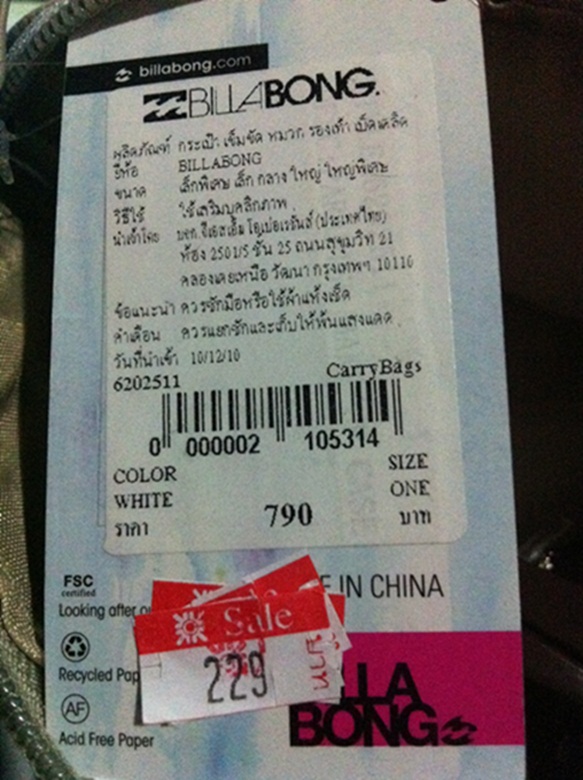 billabong.com
BILLABONG.
ผลิตภัณฑ์ กระเป๋า เข็มขัด หมวก รองเท้า เบ็ดเตล็ด
ยี่ห้อ BILLABONG
ขนาด เล็กพิเศษ เล็ก กลาง ใหญ่ ใหญ่พิเศษ
วิธีใช้ ใช้เสริมบุคลิกภาพ
นำเข้าโดย บจก. จีเอสเอ็ม โอเปอเรชั่นส์ (ประเทศไทย)
ห้อง 2501/5 ชั้น 25 ถนนสุขุมวิท 21
คลองเตยเหนือ วัฒนา กรุงเทพฯ 10110
ข้อแนะนำ ควรซักมือหรือใช้ผ้าแห้งเช็ด
คำเตือน ควรแยกซักและเก็บให้พ้นแสงแดด
วันที่นำเข้า 10/12/10
6202511 CarryBags
0 000002 105314
COLOR SIZE
WHITE ONE
ราคา 790 บาท
FSC
certified
IN CHINA
Looking after
Sale
229 บาท
Recycled Pap
AF
Acid Free Paper
LLA
BONG